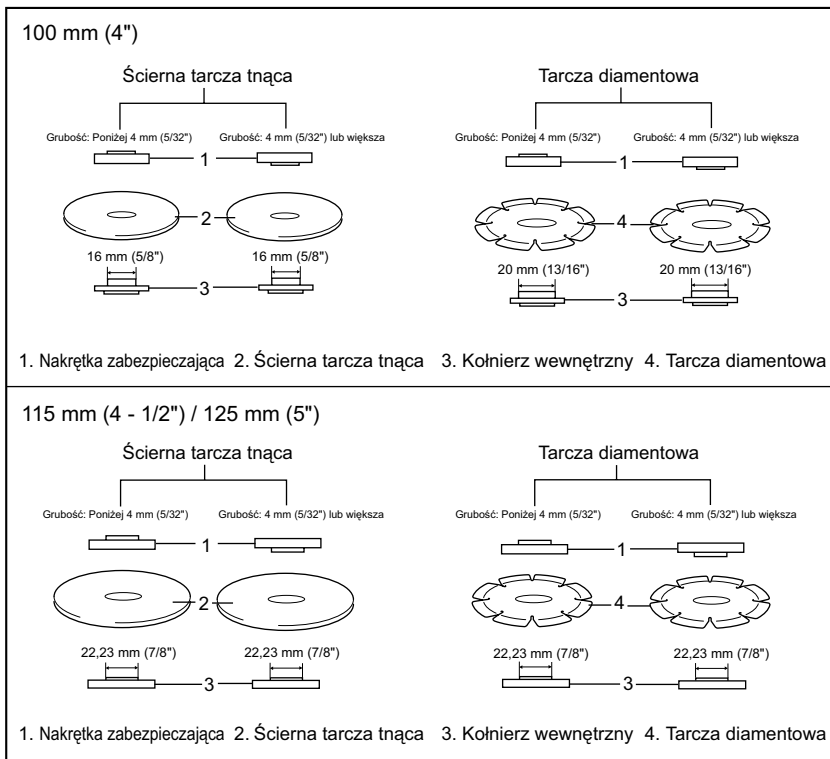 100 mm (4")
Ścierna tarcza tnąca
Tarcza diamentowa
Grubość: Poniżej 4 mm (5/32")
Grubość: 4 mm (5/32") lub większa
Grubość: Poniżej 4 mm (5/32")
Grubość: 4 mm (5/32") lub większa
1
1
2
4
16 mm (5/8")
16 mm (5/8")
20 mm (13/16")
20 mm (13/16")
3
3
1. Nakrętka zabezpieczająca 2. Ścierna tarcza tnąca 3. Kołnierz wewnętrzny 4. Tarcza diamentowa
115 mm (4 - 1/2") / 125 mm (5")
Ścierna tarcza tnąca
Tarcza diamentowa
Grubość: Poniżej 4 mm (5/32")
Grubość: 4 mm (5/32") lub większa
Grubość: Poniżej 4 mm (5/32")
Grubość: 4 mm (5/32") lub większa
1
1
2
4
22,23 mm (7/8")
22,23 mm (7/8")
22,23 mm (7/8")
22,23 mm (7/8")
3
3
1. Nakrętka zabezpieczająca 2. Ścierna tarcza tnąca 3. Kołnierz wewnętrzny 4. Tarcza diamentowa